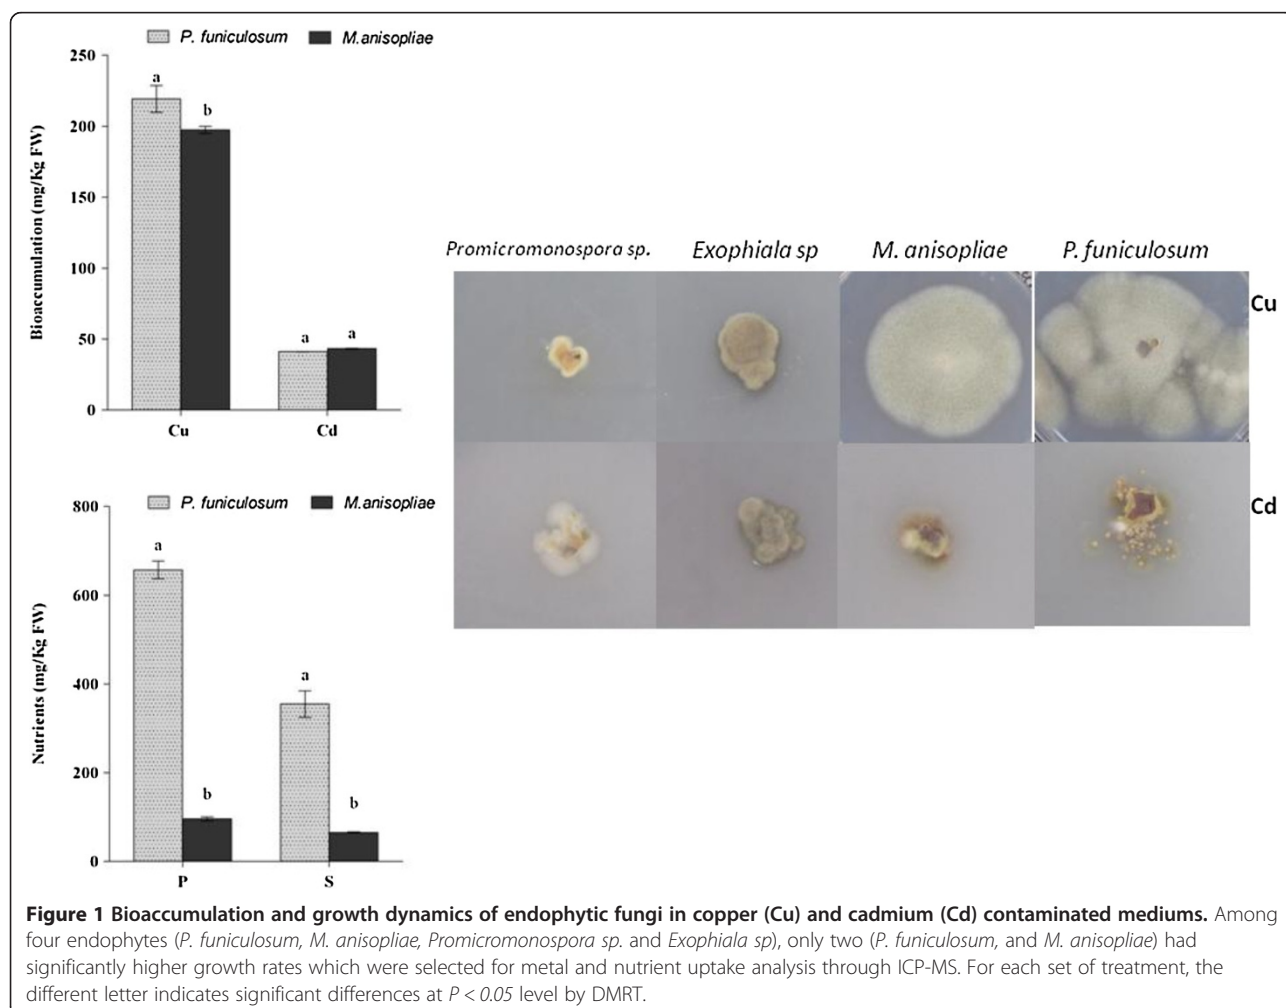 P. funiculosum M.anisopliae
250
200
150
100
50
0
Bioaccumulation (mg/Kg FW)
a
b
a a
Cu Cd
P. funiculosum M.anisopliae
800
600
400
200
0
Nutrients (mg/Kg FW)
a
b
a
b
P S
Promicromonospora sp. Exophiala sp M. anisopliae P. funiculosum
Cu
Cd
Figure 1 Bioaccumulation and growth dynamics of endophytic fungi in copper (Cu) and cadmium (Cd) contaminated mediums. Among
four endophytes (P. funiculosum, M. anisopliae, Promicromonospora sp. and Exophiala sp), only two (P. funiculosum, and M. anisopliae) had
significantly higher growth rates which were selected for metal and nutrient uptake analysis through ICP-MS. For each set of treatment, the
different letter indicates significant differences at P < 0.05 level by DMRT.